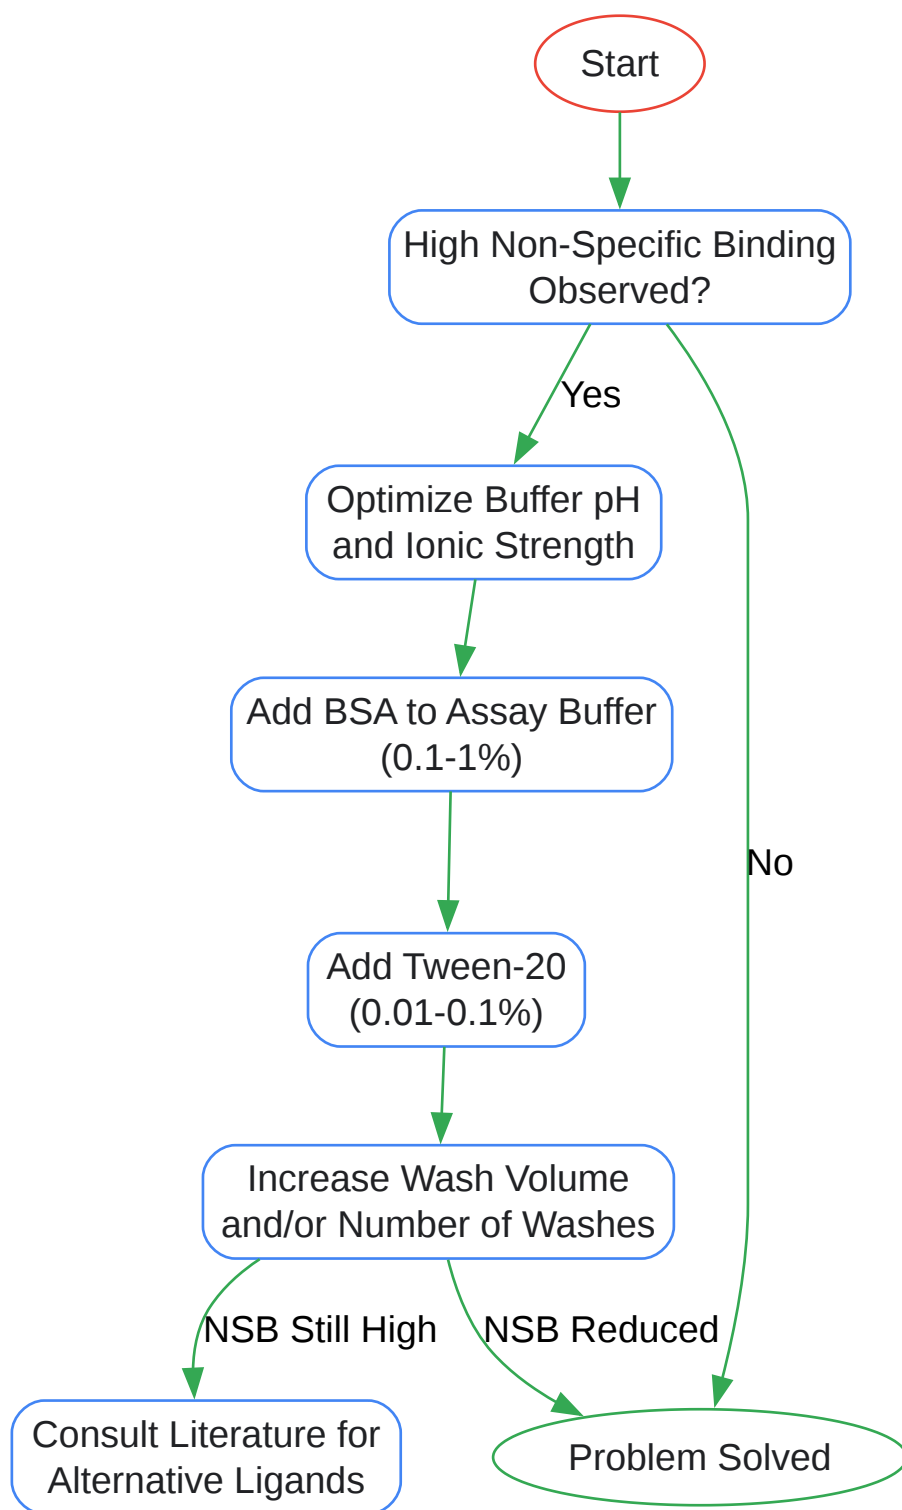 Start
High Non-Specific Binding
Observed?
Yes
Optimize Buffer pH
and Ionic Strength
Add BSA to Assay Buffer
(0.1-1%)
No
Add Tween-20
(0.01-0.1%)
Increase Wash Volume
and/or Number of Washes
NSB Still High
NSB Reduced
Consult Literature for
Alternative Ligands
Problem Solved